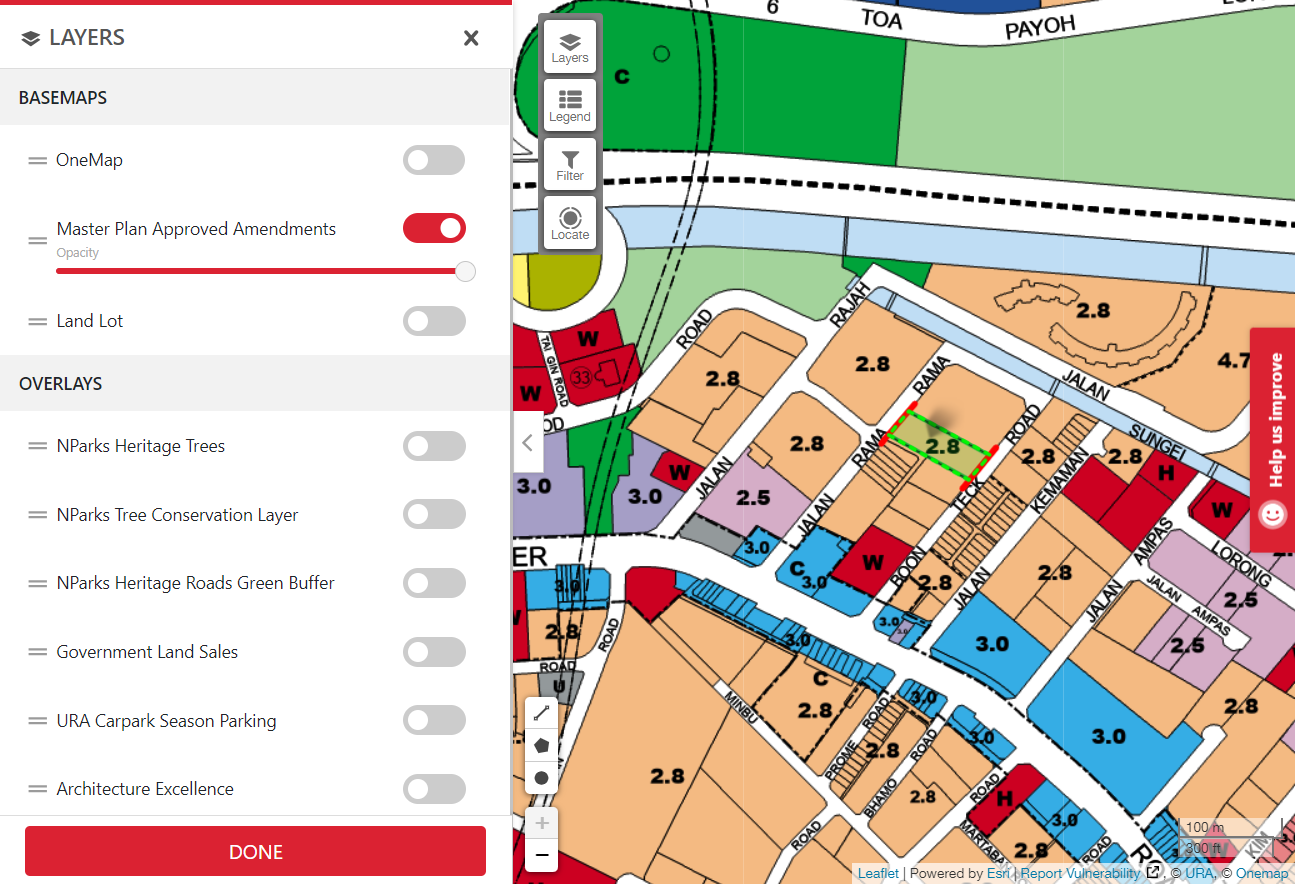 LAYERS
BASEMAPS
OneMap
Master Plan Approved Amendments
Opacity
Land Lot
OVERLAYS
NParks Heritage Trees
NParks Tree Conservation Layer
NParks Heritage Roads Green Buffer
Government Land Sales
URA Carpark Season Parking
Architecture Excellence
DONE
Layers
Legend
Filter
Locate
6
TOA
PAYOH
C
2.8
4.7
RAJAH
ROAD
W
TAI GIN ROAD
33
W
2.8
2.8
RAMA
JALAN
2.8
2.8
RAMA
ROAD
SUNGEI
2.8
2.8
H
W
KEMAMAN
TECK
W
3.0
3.0
JALAN
2.5
JALAN
3.0
C
3.0
W
BOON
2.8
JALAN
2.8
AMPAS
LORONG
JALAN AMPAS
2.5
2.5
JALAN
ER
3.0
2.8
ROAD
ROAD
U
3.0
3.0
3.0
3.0
C
2.8
MINBU
3.0
3.0
3.0
2.8
2.8
PROME
ROAD
2.8
BHAMO
ROAD
2.8
ROAD
H
3.0
MARTABAN
2.8
ROAD
ROAD
KIM
W
Help us improve
100 m
300 ft
Leaflet | Powered by Esri | Report Vulnerability , © URA, © Onemap